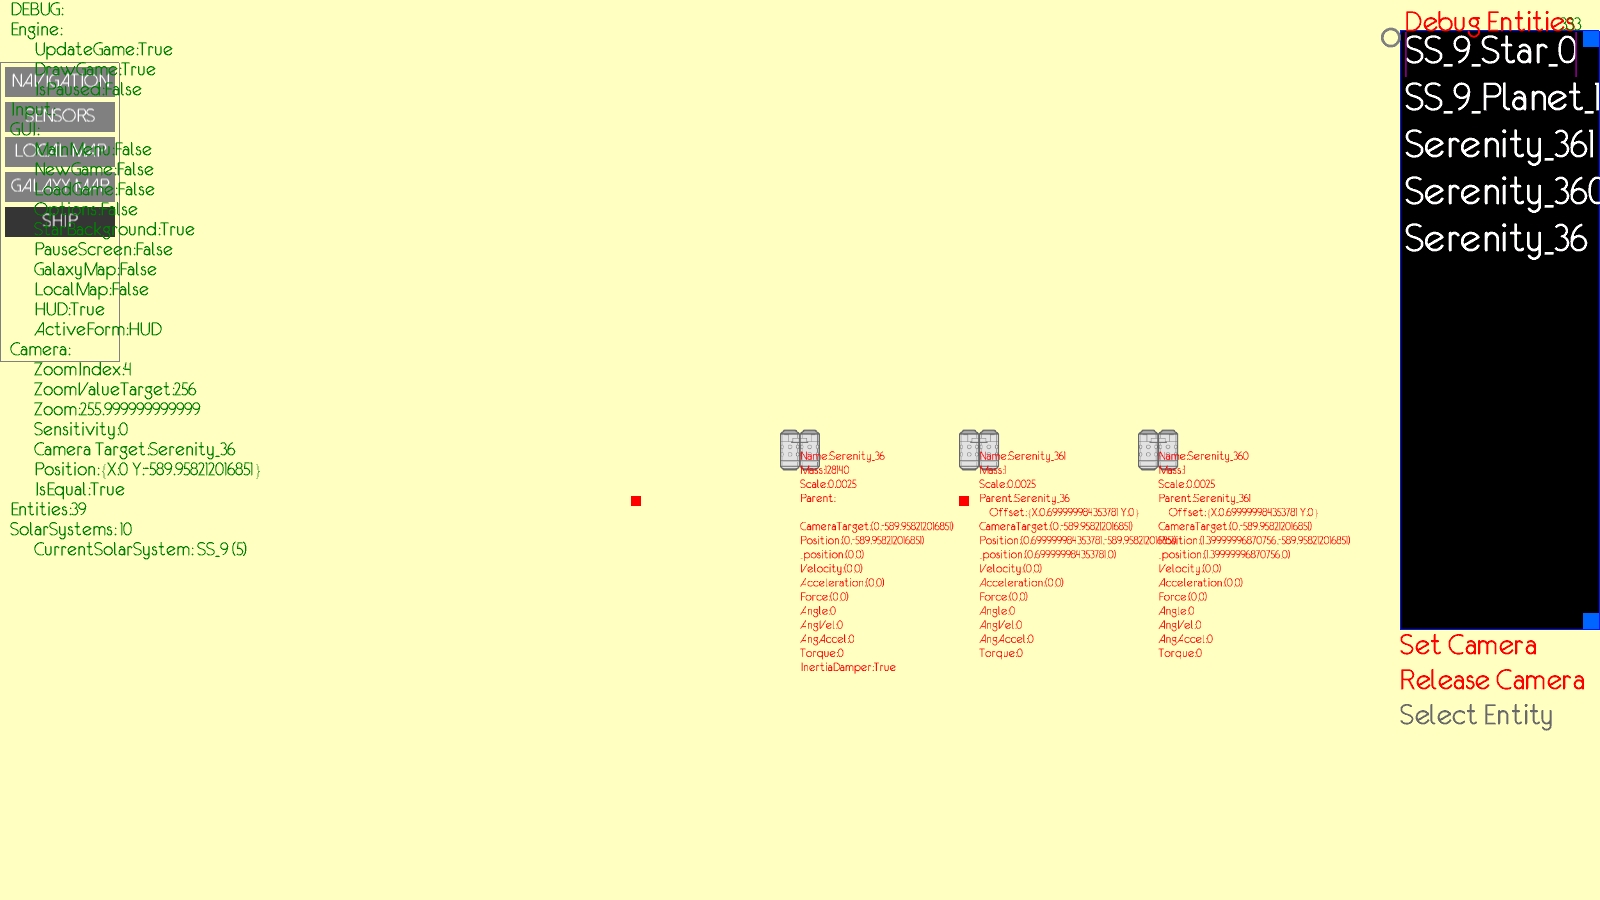 DEBUG:
Engine:
UpdateGame:True
DrawGame:True
IsPaused:False
Input
GUI:
MainMenu:False
NewGame:False
LoadGame:False
Options:False
StarBackground:True
PauseScreen:False
GalaxyMap:False
LocalMap:False
HUD:True
ActiveForm:HUD
Camera:
ZoomIndex:4
ZoomValueTarget:256
Zoom:255.999999999999
Sensitivity:0
Camera Target:Serenity_36
Position:{X:0 Y:-589.958212016851}
IsEqual:True
Entities:39
SolarSystems: 10
CurrentSolarSystem: SS_9 (5)
NAVIGATION
SENSORS
LOCAL MAP
GALAXY MAP
SHIP
Name:Serenity_36
Mass:128140
Scale:0.0025
Parent:
CameraTarget:(0,-589.958212016851)
Position:(0,-589.958212016851)
_position:(0,0)
Velocity:(0,0)
Acceleration:(0,0)
Force:(0,0)
Angle:0
AngVel:0
AngAccel:0
Torque:0
InertiaDamper:True
Name:Serenity_361
Mass:1
Scale:0.0025
Parent:Serenity_36
Offset:{X:0.699999984353781 Y:0}
CameraTarget:(0,-589.958212016851)
Position:(0.699999984353781,-589.958212016851)
_position:(0.699999984353781,0)
Velocity:(0,0)
Acceleration:(0,0)
Force:(0,0)
Angle:0
AngVel:0
AngAccel:0
Torque:0
Name:Serenity_360
Mass:1
Scale:0.0025
Parent:Serenity_361
Offset:{X:0.699999984353781 Y:0}
CameraTarget:(0,-589.958212016851)
Position:(1.39999996870756,-589.958212016851)
_position:(1.39999996870756,0)
Velocity:(0,0)
Acceleration:(0,0)
Force:(0,0)
Angle:0
AngVel:0
AngAccel:0
Torque:0
Debug Entities
SS_9_Star_0
SS_9_Planet_1
Serenity_361
Serenity_360
Serenity_36
Set Camera
Release Camera
Select Entity